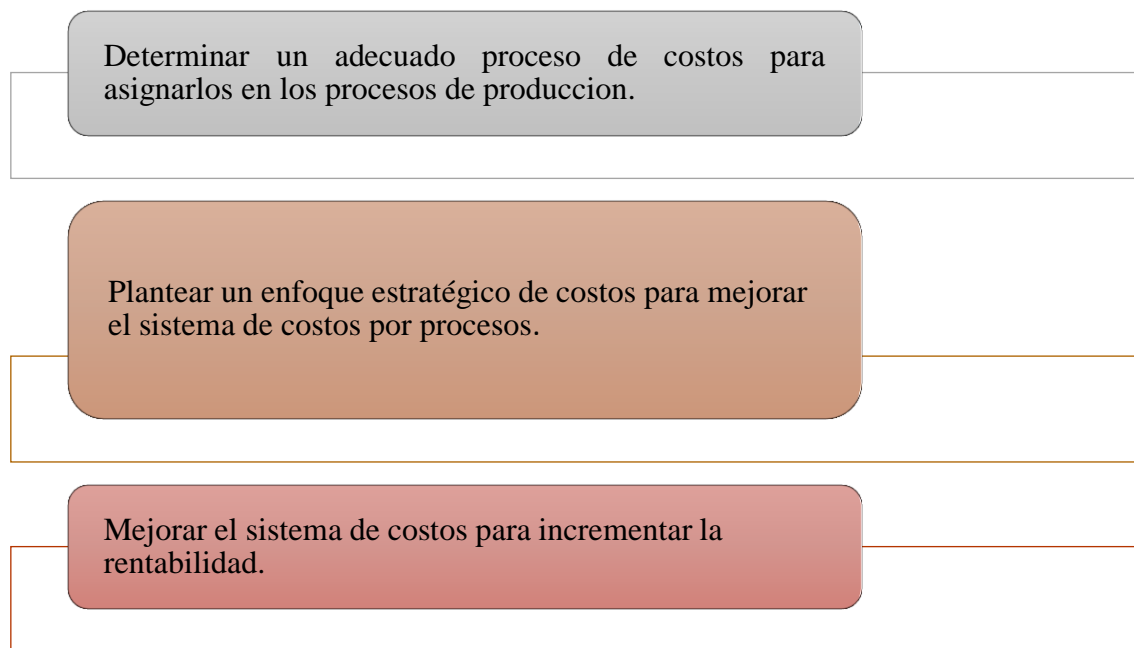 Determinar un adecuado proceso de costos para
asignarlos en los procesos de produccion.
Plantear un enfoque estratégico de costos para mejorar
el sistema de costos por procesos.
Mejorar el sistema de costos para incrementar la
rentabilidad.